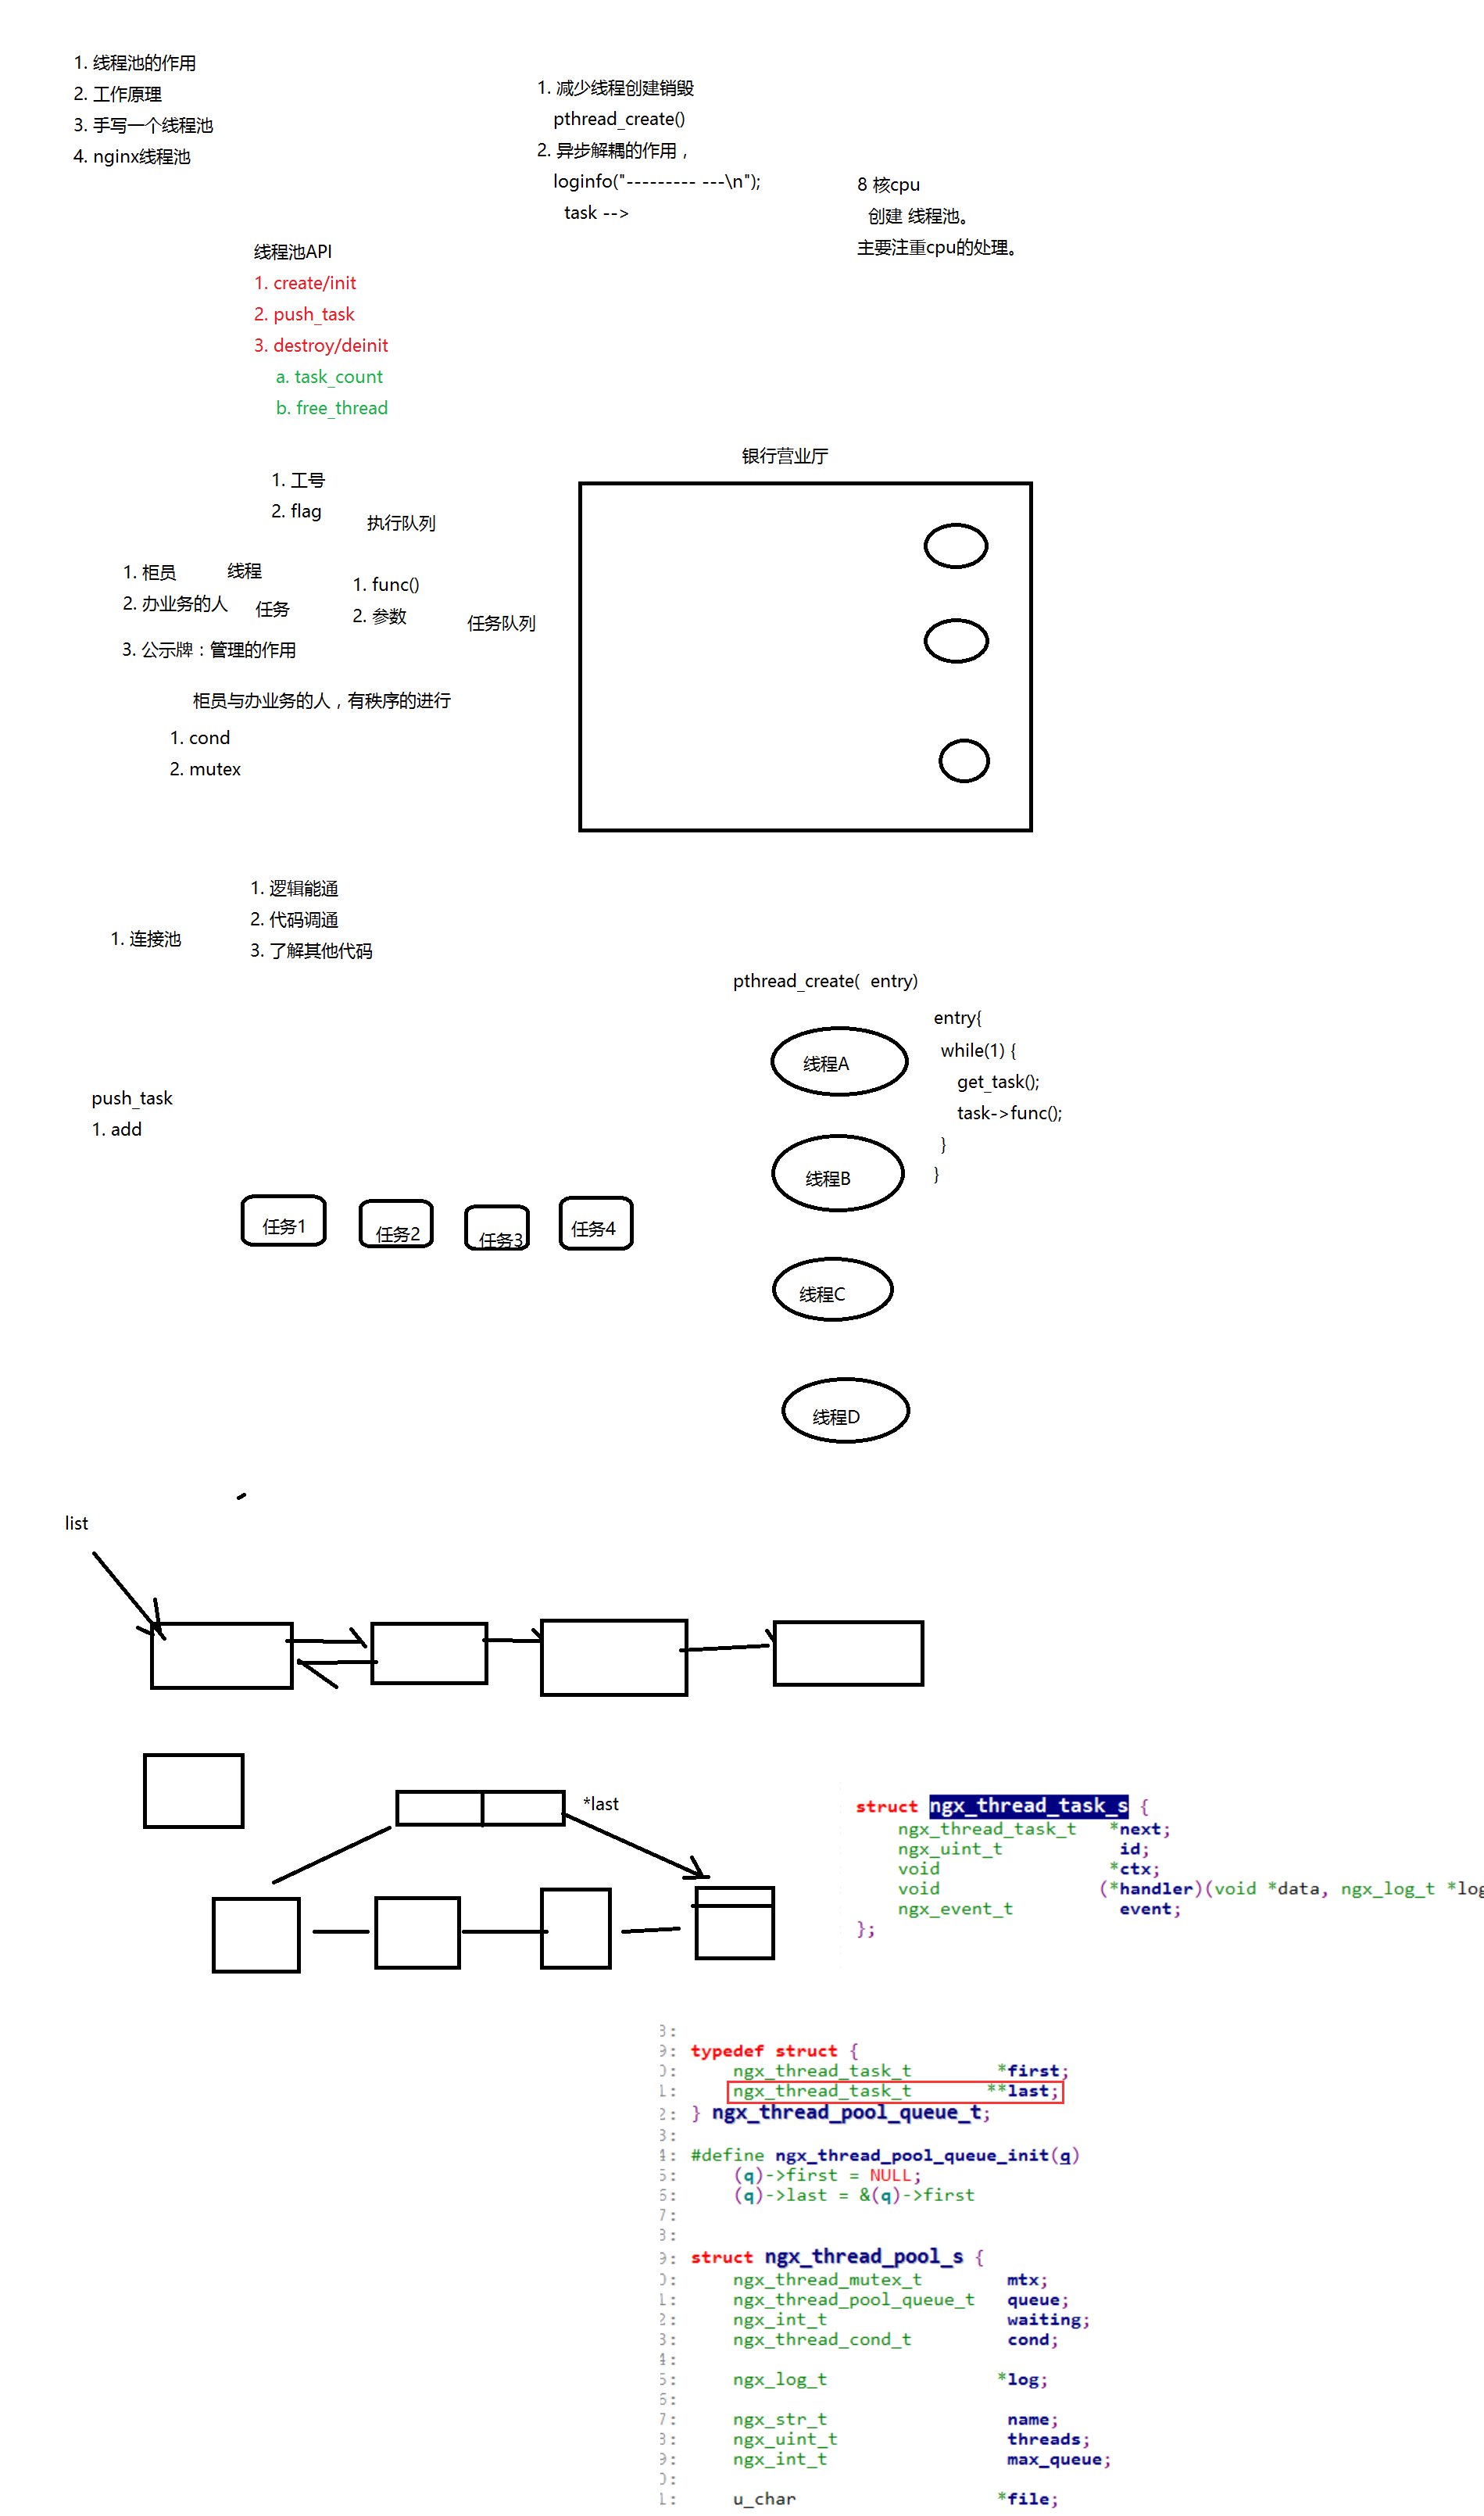 1. 线程池的作用
2. 工作原理
3. 手写一个线程池
4. nginx线程池
1. 减少线程创建销毁
pthread_create()
2. 异步解耦的作用，
loginfo("--------- ---\n");
task -->
8 核cpu
创建 线程池。
主要注重cpu的处理。
线程池API
1. create/init
2. push_task
3. destroy/deinit
a. task_count
b. free_thread
银行营业厅
1. 工号
2. flag
执行队列
1. 柜员
线程
2. 办业务的人
任务
1. func()
2. 参数
任务队列
3. 公示牌：管理的作用
柜员与办业务的人，有秩序的进行
1. cond
2. mutex
1. 逻辑能通
2. 代码调通
3. 了解其他代码
1. 连接池
pthread_create(  entry)
entry{
while(1) {
get_task();
task->func();
}
}
线程A
线程B
线程C
线程D
push_task
1. add
任务1
任务2
任务3
任务4
list
*last
struct ngx_thread_task_s {
ngx_thread_task_t *next;
ngx_uint_t id;
void *ctx;
void (*handler)(void *data, ngx_log_t *log
ngx_event_t event;
};
3:
9: typedef struct {
0: ngx_thread_task_t *first;
1: ngx_thread_task_t **last;
2: } ngx_thread_pool_queue_t;
3:
4: #define ngx_thread_pool_queue_init(q)
5: (q)->first = NULL;
6: (q)->last = &(q)->first
7:
8:
9: struct ngx_thread_pool_s {
0: ngx_thread_mutex_t mtx;
1: ngx_thread_pool_queue_t queue;
2: ngx_int_t waiting;
3: ngx_thread_cond_t cond;
4:
5: ngx_log_t *log;
6:
7: ngx_str_t name;
8: ngx_uint_t threads;
9: ngx_int_t max_queue;
0:
1: u_char *file;